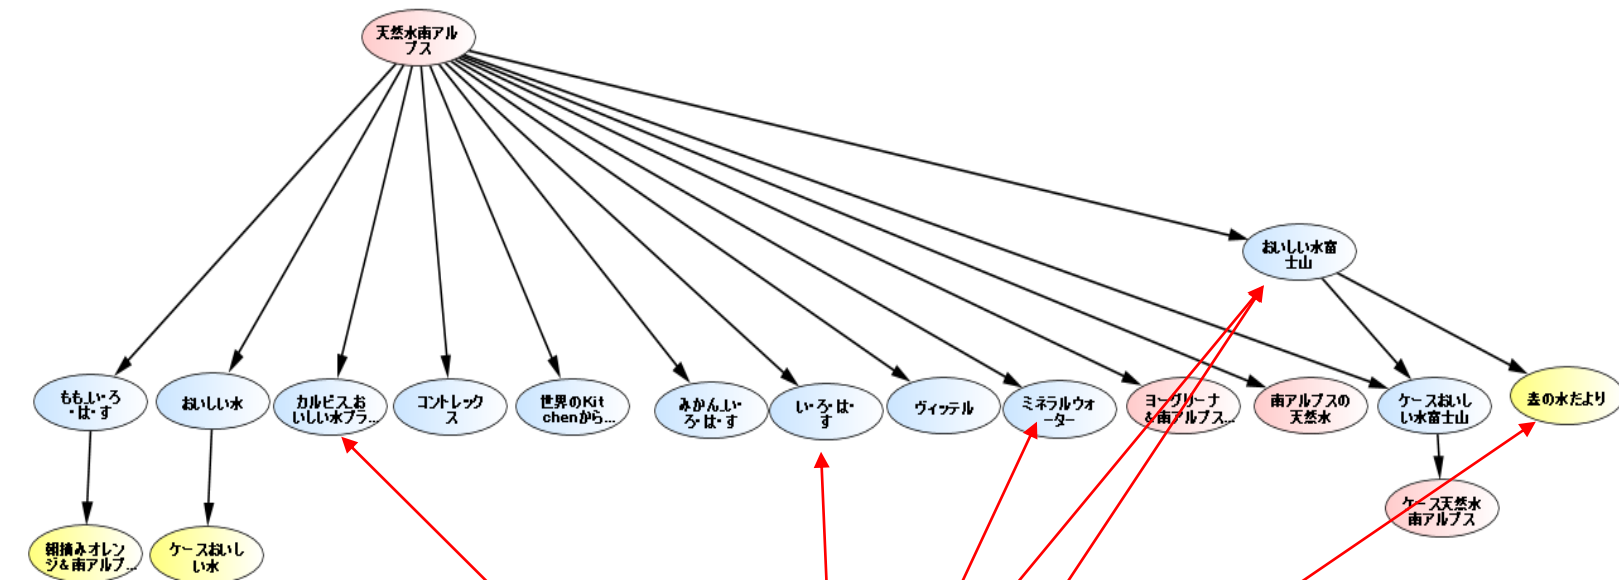 天然水南アル
プス
おいしい水富
士山
もも_い・ろ
・は・す
おいしい水
カルピス_お
いしい水プラ...
コントレック
ス
世界のKit
chenから...
みかん_い・
ろ・は・す
い・ろ・は・
す
ヴィッテル
ミネラルウォ
ーター
ヨーグリーナ
&南アルプス...
南アルプスの
天然水
ケースおいし
い水富士山
の水だより
ケース天然水
南アルプス
朝摘みオレン
ジ&南アルプ...
ケースおいし
い水